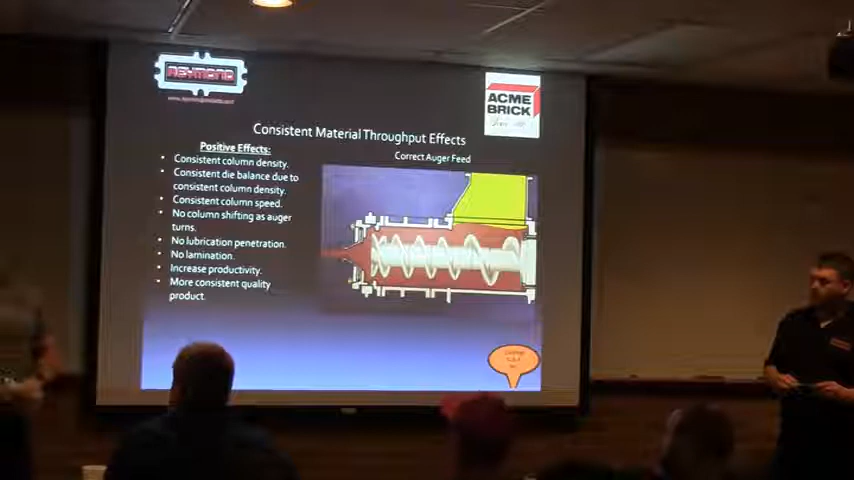 REYMOND
ACME
BRICK
Consistent Material Throughput Effects
Correct Auger Feed
Positive Effects:
• Consistent column density.
• Consistent die balance due to
consistent column density.
• Consistent column speed.
• No column shifting as auger
turns.
• No lubrication penetration.
• No lamination.
• Increase productivity.
• More consistent quality
product.